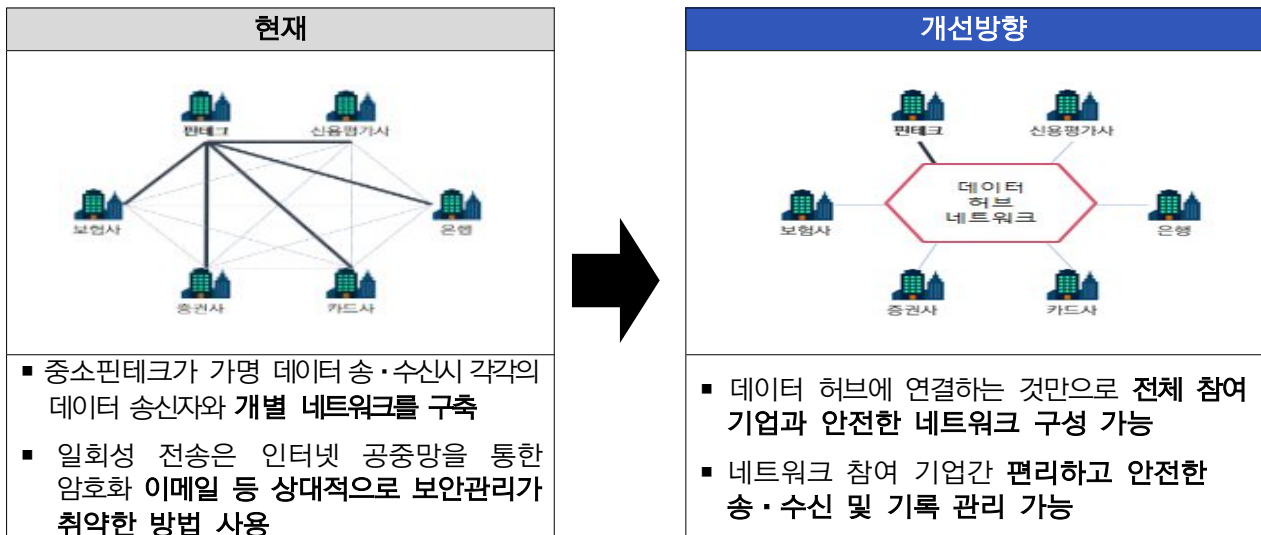 현재
핀테크
신용평가사
보험사
은행
증권사
카드사
▪ 중소핀테크가 가명 데이터 송·수신시 각각의
데이터 송신자와 개별 네트워크를 구축
▪ 일회성 전송은 인터넷 공중망을 통한
암호화 이메일 등 상대적으로 보안관리가
취약한 방법 사용
개선방향
핀테크
신용평가사
데이터
허브
네트워크
보험사
은행
증권사
카드사
▪ 데이터 허브에 연결하는 것만으로 전체 참여
기업과 안전한 네트워크 구성 가능
▪ 네트워크 참여 기업간 편리하고 안전한
송·수신 및 기록 관리 가능